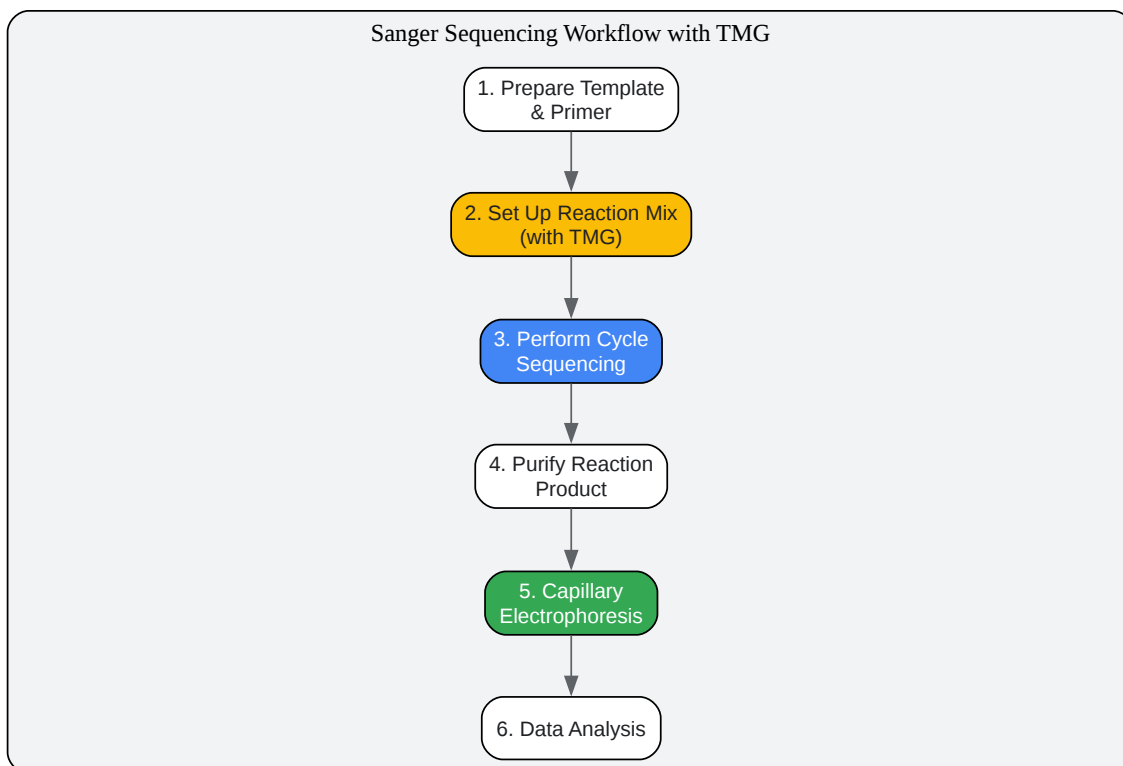 Sanger Sequencing Workflow with TMG
1. Prepare Template
& Primer
2. Set Up Reaction Mix
(with TMG)
3. Perform Cycle
Sequencing
4. Purify Reaction
Product
5. Capillary
Electrophoresis
6. Data Analysis